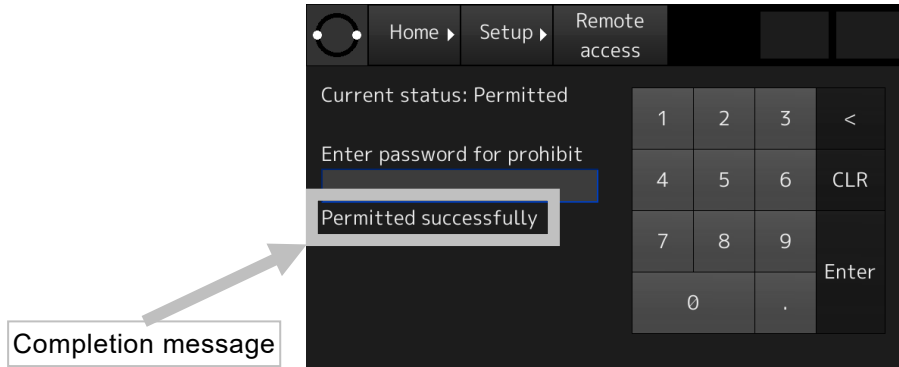 Home
Setup
Remote
access
Current status: Permitted
Enter password for prohibit
Permitted successfully
1 2 3 <
4 5 6 CLR
7 8 9
Enter
0 .
Completion message